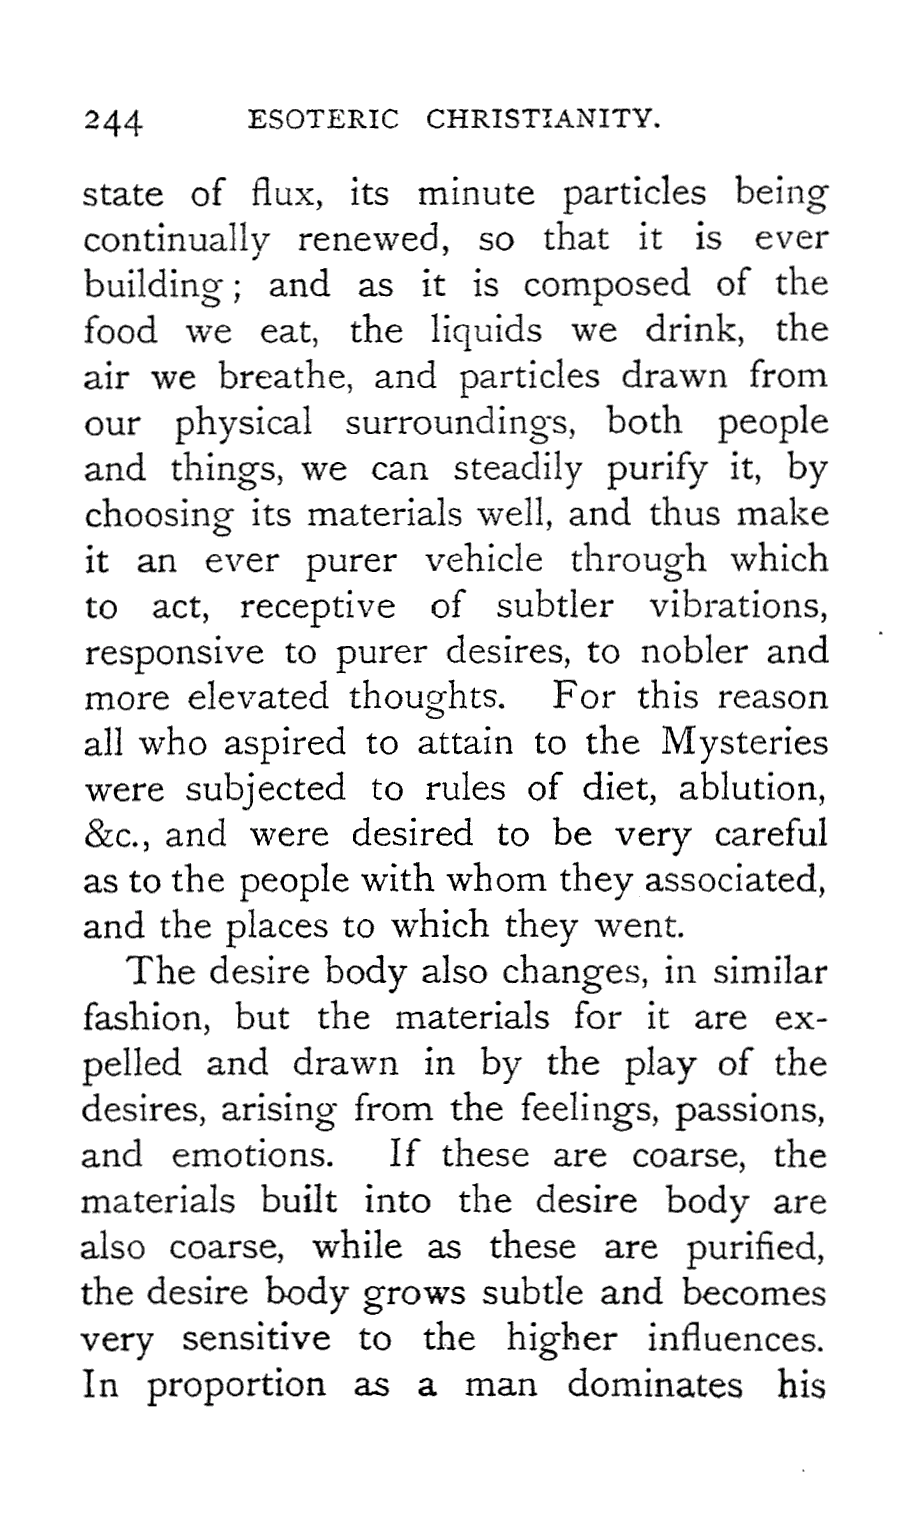 244 ESOTERIC CHRISTIANITY.
state of flux, its minute particles being
continually renewed, so that it is ever
building; and as it is composed of the
food we eat, the liquids we drink, the
air we breathe, and particles drawn from
our physical surroundings, both people
and things, we can steadily purify it, by
choosing its materials well, and thus make
it an ever purer vehicle through which
to act, receptive of subtler vibrations,
responsive to purer desires, to nobler and
more elevated thoughts. For this reason
all who aspired to attain to the Mysteries
were subjected to rules of diet, ablution,
&c., and were desired to be very careful
as to the people with whom they associated,
and the places to which they went.
The desire body also changes, in similar
fashion, but the materials for it are ex-
pelled and drawn in by the play of the
desires, arising from the feelings, passions,
and emotions. If these are coarse, the
materials built into the desire body are
also coarse, while as these are purified,
the desire body grows subtle and becomes
very sensitive to the higher influences.
In proportion as a man dominates his